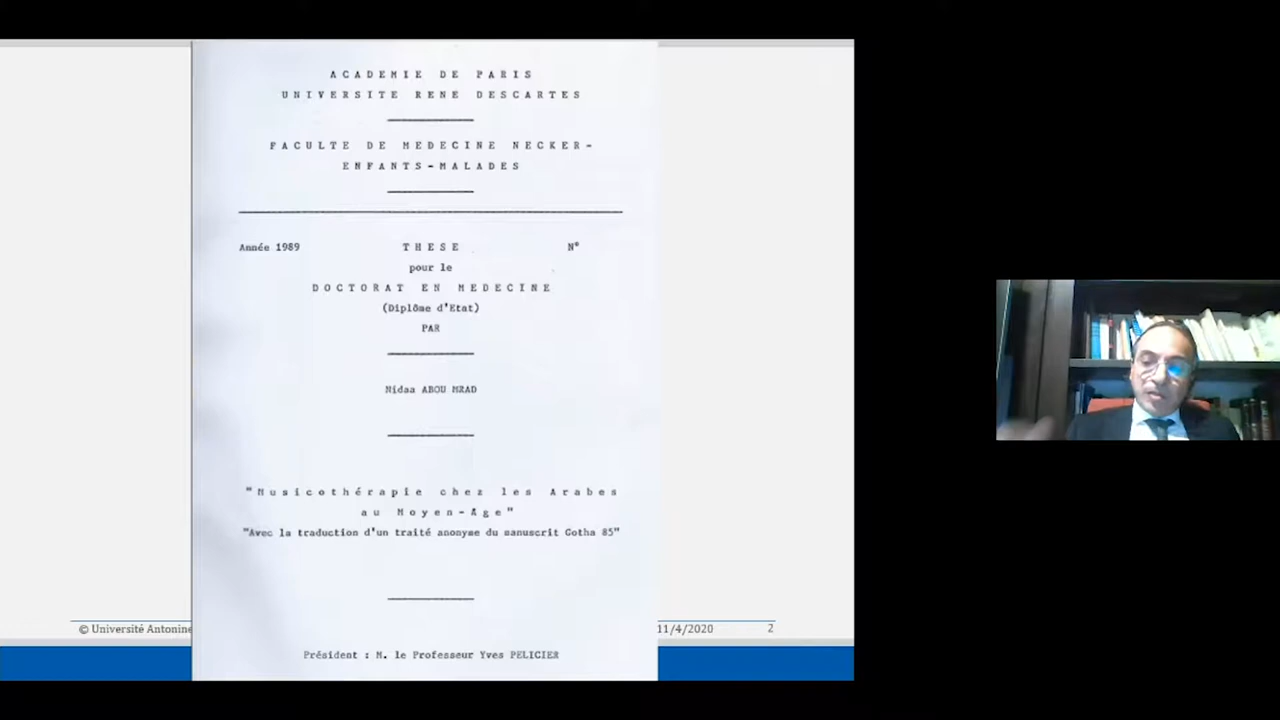 ACADEMIE DE PARIS
UNIVERSITE RENE DESCARTES
FACULTE DE MEDECINE NECKER-
ENFANTS-MALADES
Année 1989 THESE N°
pour le
DOCTORAT EN MEDECINE
(Diplôme d'Etat)
PAR
Nidaa ABOU MRAD
"Musicothérapie chez les Arabes
au Moyen-Age"
"Avec la traduction d'un traité anonyme du manuscrit Gotha 85"
© Université Antonine 11/4/2020 2
Président : M. le Professeur Yves PELICIER